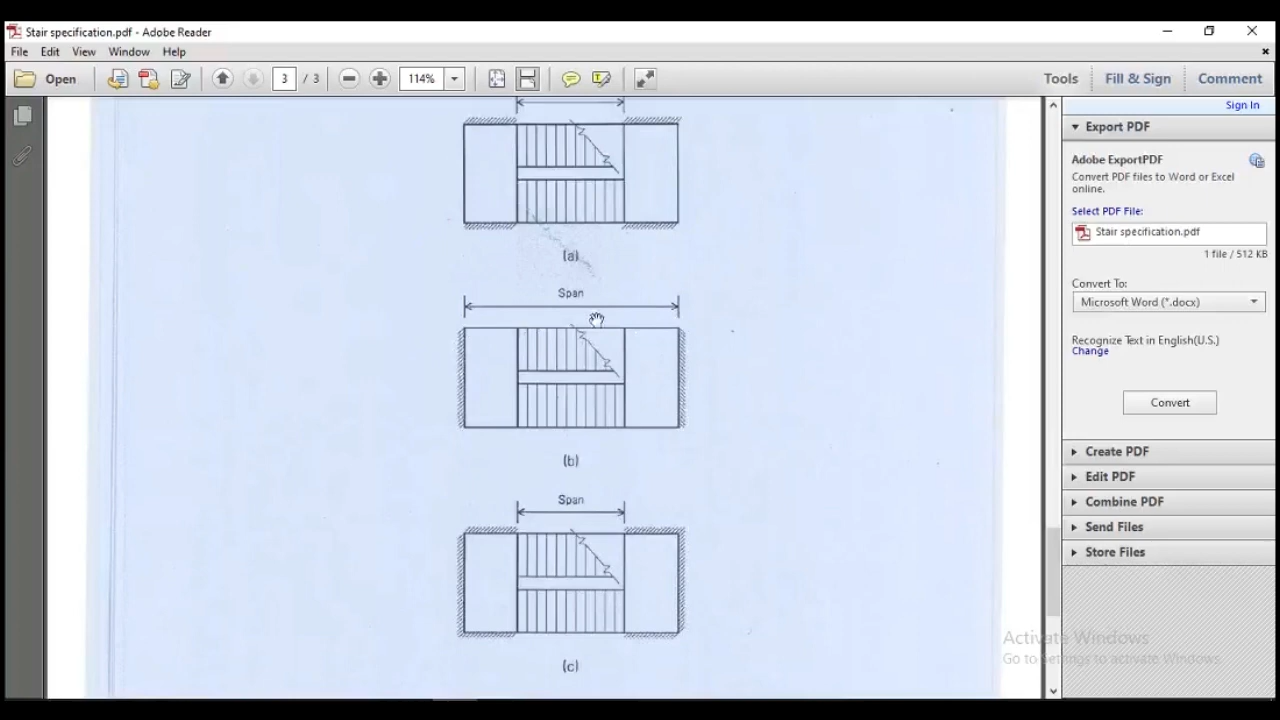 Stair specification.pdf - Adobe Reader
File Edit View Window Help
Open 3 / 3 114% Tools Fill & Sign Comment
Sign In
Export PDF
Adobe ExportPDF
Convert PDF files to Word or Excel
online.
Select PDF File:
Stair specification.pdf
1 file / 512 KB
Convert To:
Microsoft Word (*.docx)
Recognize Text in English(U.S.)
Change
Convert
Create PDF
Edit PDF
Combine PDF
Send Files
Store Files
(a)
Span
(b)
Span
(c)
Activate Windows
Go to Settings to activate Windows.